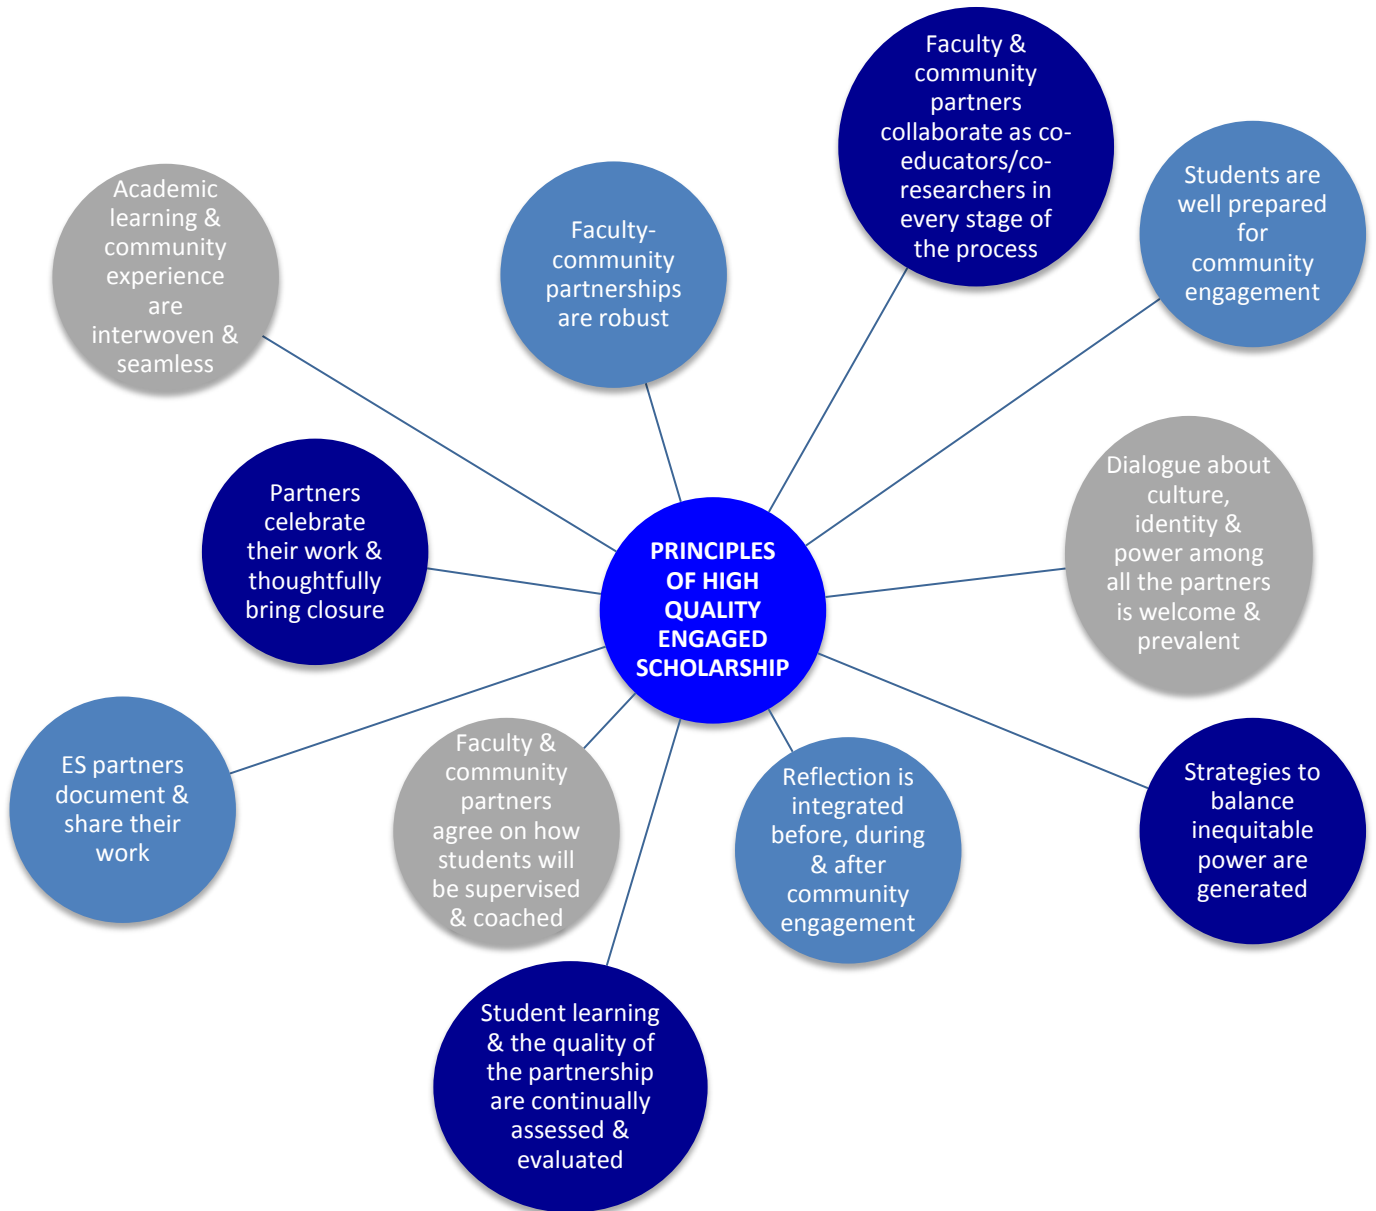 Faculty &
community
partners
collaborate as co-
educators/co-
researchers in
every stage of
the process
Students are
well prepared
for
community
engagement
Academic
learning &
community
experience
are
interwoven &
seamless
Faculty-
community
partnerships
are robust
Dialogue about
culture,
identity &
power among
all the partners
is welcome &
prevalent
Partners
celebrate
their work &
thoughtfully
bring closure
PRINCIPLES
OF HIGH
QUALITY
ENGAGED
SCHOLARSHIP
ES partners
document &
share their
work
Faculty &
community
partners
agree on how
students will
be supervised
& coached
Reflection is
integrated
before, during
& after
community
engagement
Strategies to
balance
inequitable
power are
generated
Student learning
& the quality of
the partnership
are continually
assessed &
evaluated